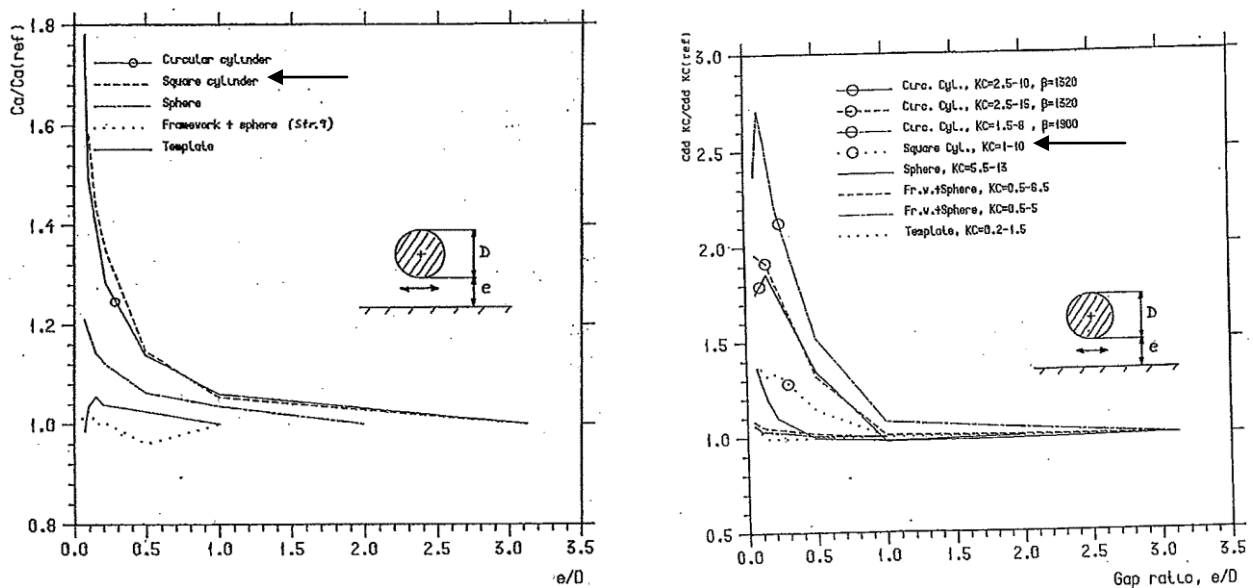 1.8
1.6
1.4
1.2
1.0
0.8
0.0 0.5 1.0 1.5 2.0 2.5 3.0 3.5
Ca/Ca(ref)
e/D
Circular cylinder
Square cylinder
Sphere
Framework + sphere (Str.9)
Template
D
e
3.0
2.5
2.0
1.5
1.0
0.5
0.0 0.5 1.0 1.5 2.0 2.5 3.0 3.5
Cdd KC/Cdd KC(ref)
Gap ratio, e/D
Circ. Cyl., KC=2.5-10, β=1320
Circ. Cyl., KC=2.5-15, β=1320
Circ. Cyl., KC=1.5-8 , β=1900
Square Cyl., KC=1-10
Sphere, KC=5.5-13
Fr.w.+Sphere, KC=0.5-6.5
Fr.w.+Sphere, KC=0.5-5
Template, KC=0.2-1.5
D
e